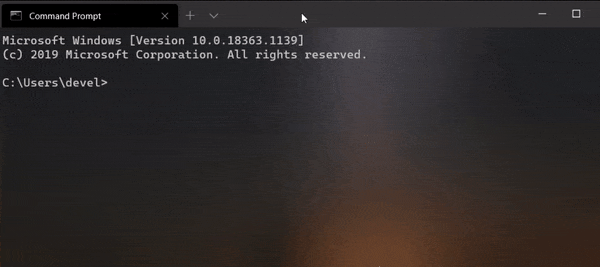 Command Prompt
Microsoft Windows [Version 10.0.18363.1139]
(c) 2019 Microsoft Corporation. All rights reserved.
C:\Users\devel>